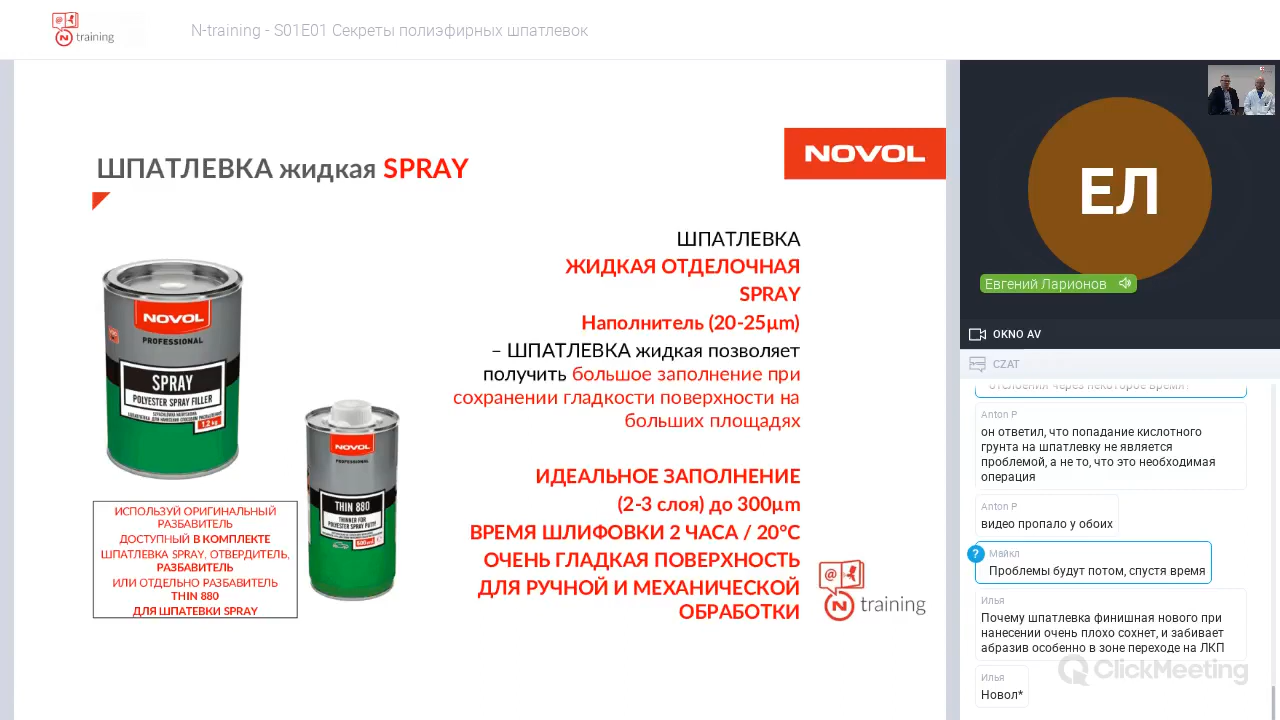 training
N-training - S01E01 Секреты полиэфирных шпатлевок
ШПАТЛЕВКА жидкая SPRAY
NOVOL
ШПАТЛЕВКА
ЖИДКАЯ ОТДЕЛОЧНАЯ
SPRAY
Наполнитель (20-25µm)
– ШПАТЛЕВКА жидкая позволяет
получить большое заполнение при
сохранении гладкости поверхности на
больших площадях
ИДЕАЛЬНОЕ ЗАПОЛНЕНИЕ
(2-3 слоя) до 300µm
ВРЕМЯ ШЛИФОВКИ 2 ЧАСА / 20°C
ОЧЕНЬ ГЛАДКАЯ ПОВЕРХНОСТЬ
ДЛЯ РУЧНОЙ И МЕХАНИЧЕСКОЙ
ОБРАБОТКИ
NOVOL
PROFESSIONAL
SPRAY
POLYESTER SPRAY FILLER
1.2 kg
NOVOL
PROFESSIONAL
THIN 880
THINNER FOR
POLYESTER SPRAY PUTTY
ИСПОЛЬЗУЙ ОРИГИНАЛЬНЫЙ
РАЗБАВИТЕЛЬ
ДОСТУПНЫЙ В КОМПЛЕКТЕ
ШПАТЛЕВКА SPRAY, ОТВЕРДИТЕЛЬ,
РАЗБАВИТЕЛЬ
ИЛИ ОТДЕЛЬНО РАЗБАВИТЕЛЬ
THIN 880
ДЛЯ ШПАТЕВКИ SPRAY
@
N
training
ЕЛ
Евгений Ларионов
OKNO AV
CZAT
отслоения через некоторое время?
Anton P
он ответил, что попадание кислотного
грунта на шпатлевку не является
проблемой, а не то, что это необходимая
операция
Anton P
видео пропало у обоих
?
Майкл
Проблемы будут потом, спустя время
Илья
Почему шпатлевка финишная нового при
нанесении очень плохо сохнет, и забивает
абразив особенно в зоне переходе на ЛКП
ClickMeeting
Илья
Новол*